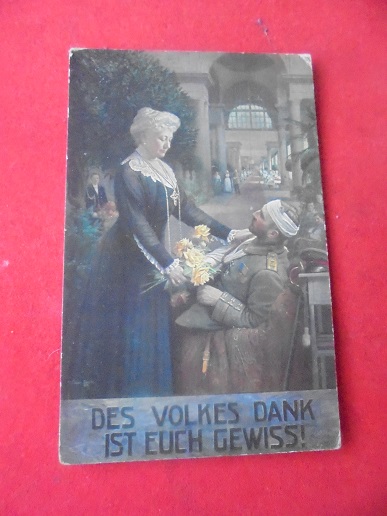 DES VOLKES DANK
IST EUCH GEWISS!